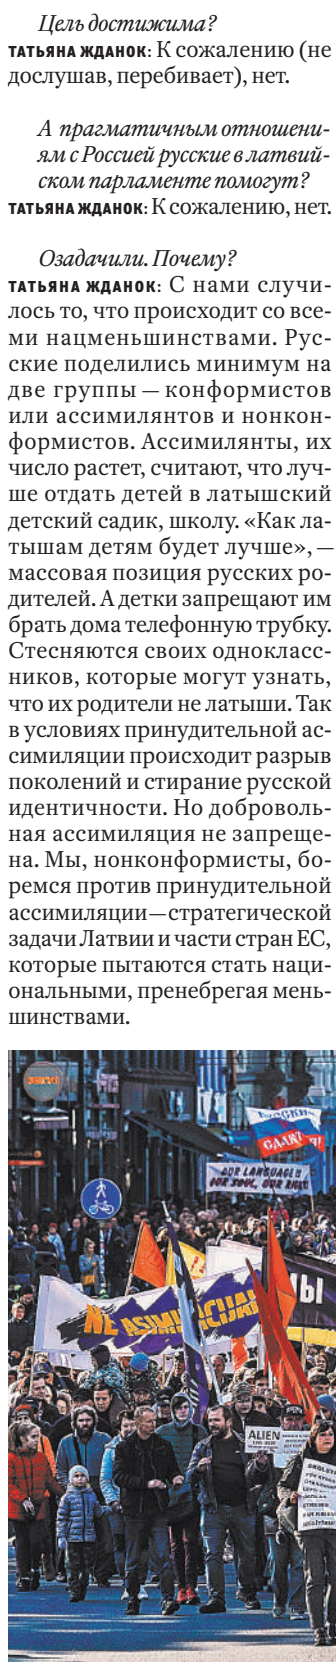 Цель достижима?
ТАТЬЯНА ЖДАНОК: К сожалению (не
дослушав, перебивает), нет.
А прагматичным отношени-
ям с Россией русские в латвий-
ском парламенте помогут?
ТАТЬЯНА ЖДАНОК: К сожалению, нет.
Озадачили. Почему?
ТАТЬЯНА ЖДАНОК: С нами случи-
лось то, что происходит со все-
ми нацменьшинствами. Рус-
ские поделились минимум на
две группы — конформистов
или ассимилянтов и нонкон-
формистов. Ассимилянты, их
число растет, считают, что луч-
ше отдать детей в латышский
детский садик, школу. «Как ла-
тышам детям будет лучше», —
массовая позиция русских ро-
дителей. А детки запрещают им
брать дома телефонную трубку.
Стесняются своих однокласс-
ников, которые могут узнать,
что их родители не латыши. Так
в условиях принудительной ас-
симиляции происходит разрыв
поколений и стирание русской
идентичности. Но доброволь-
ная ассимиляция не запреще-
на. Мы, нонконформисты, бо-
ремся против принудительной
ассимиляции—стратегической
задачи Латвии и части стран ЕС,
которые пытаются стать наци-
ональными, пренебрегая мень-
шинствами.
OUR LANGUAGE IS
OUR SOUL, OUR
NE
ALIEN